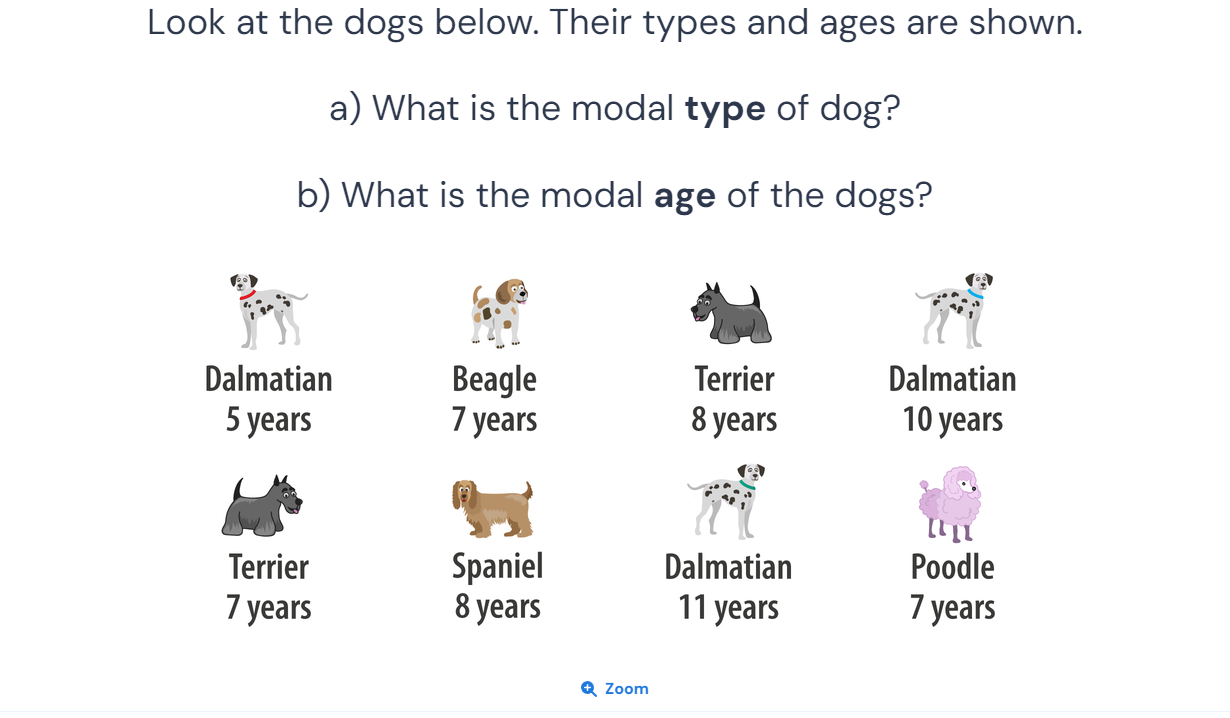 Look at the dogs below. Their types and ages are shown.
a) What is the modal type of dog?
b) What is the modal age of the dogs?
Dalmatian
5 years
Beagle
7 years
Terrier
8 years
Dalmatian
10 years
Terrier
7 years
Spaniel
8 years
Dalmatian
11 years
Poodle
7 years
Zoom